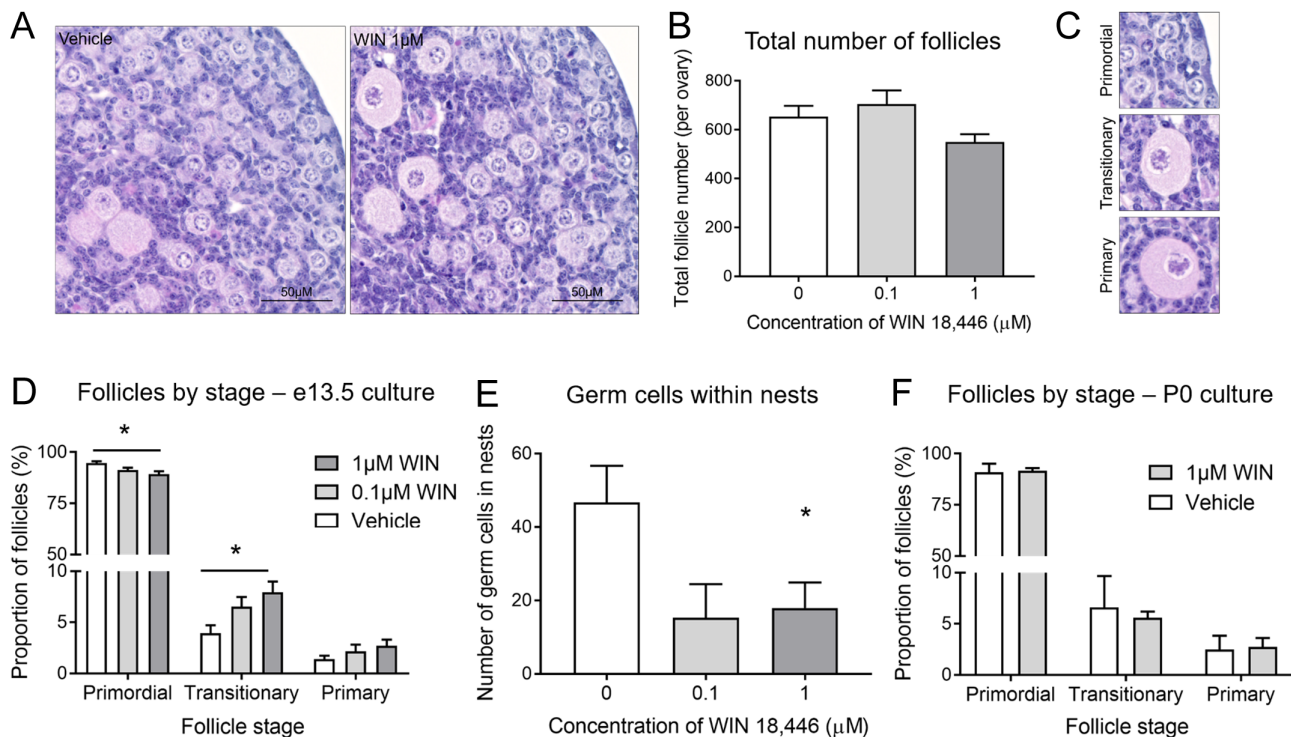 A
Vehicle
50µM
WIN 1µM
50µM
B
Total number of follicles
Total follicle number (per ovary)
800
600
400
200
0
0 0.1 1
Concentration of WIN 18,446 (µM)
C
Primordial
Transitionary
Primary
D
Follicles by stage – e13.5 culture
Proportion of follicles (%)
100
75
50
10
5
0
*
*
1µM WIN
0.1µM WIN
Vehicle
Primordial Transitionary Primary
Follicle stage
E
Germ cells within nests
Number of germ cells in nests
60
40
20
0
*
0 0.1 1
Concentration of WIN 18,446 (µM)
F
Follicles by stage – P0 culture
Proportion of follicles (%)
100
75
50
10
5
0
1µM WIN
Vehicle
Primordial Transitionary Primary
Follicle stage